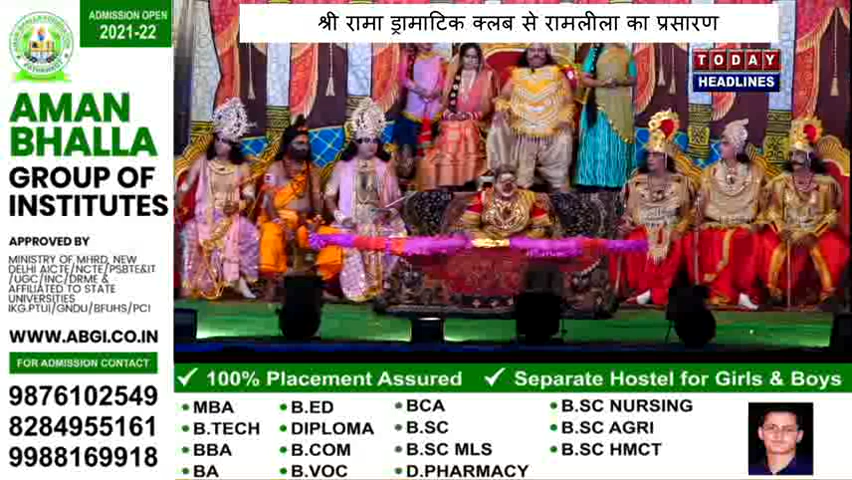 ADMISSION OPEN
2021-22
श्री रामा ड्रामाटिक क्लब से रामलीला का प्रसारण
TODAY
HEADLINES
AMAN
BHALLA
GROUP OF
INSTITUTES
APPROVED BY
MINISTRY OF MHRD, NEW
DELHI AICTE/NCTE/PSBTE&IT
/UGC/INC/DRME &
AFFILIATED TO STATE
UNIVERSITIES
IKG.PTUI/GNDU/BFUHS/PCI
WWW.ABGI.CO.IN
FOR ADMISSION CONTACT
9876102549
8284955161
9988169918
✓ 100% Placement Assured ✓ Separate Hostel for Girls & Boys
• MBA
• B.TECH
• BBA
• BA
• B.ED
• DIPLOMA
• B.COM
• B.VOC
• BCA
• B.SC
• B.SC MLS
• D.PHARMACY
• B.SC NURSING
• B.SC AGRI
• B.SC HMCT